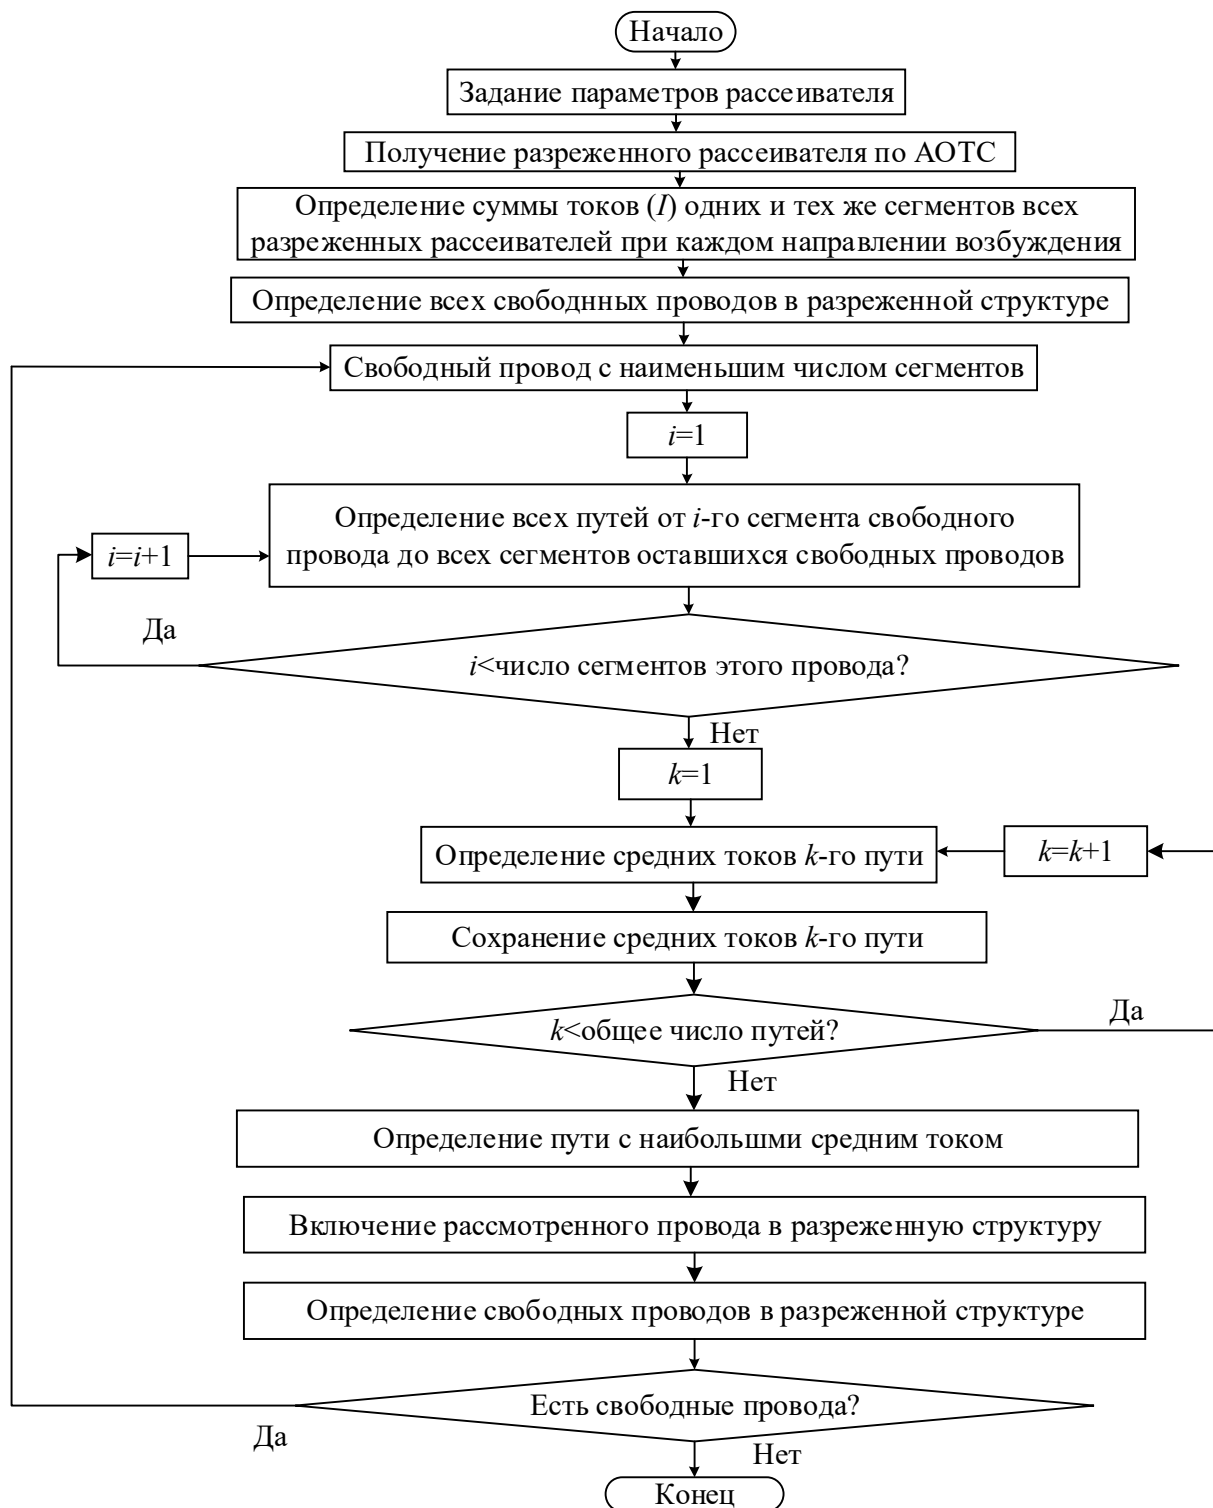 Начало
Задание параметров рассеивателя
Получение разреженного рассеивателя по АОТС
Определение суммы токов (I) одних и тех же сегментов всех
разреженных рассеивателей при каждом направлении возбуждения
Определение всех свободнных проводов в разреженной структуре
Свободный провод с наименьшим числом сегментов
i=1
Определение всех путей от i-го сегмента свободного
провода до всех сегментов оставшихся свободных проводов
i=i+1
Да
i<число сегментов этого провода?
Нет
k=1
Определение средних токов k-го пути
k=k+1
Сохранение средних токов k-го пути
k<общее число путей?
Да
Нет
Определение пути с наибольшми средним током
Включение рассмотренного провода в разреженную структуру
Определение свободных проводов в разреженной структуре
Есть свободные провода?
Да
Нет
Конец